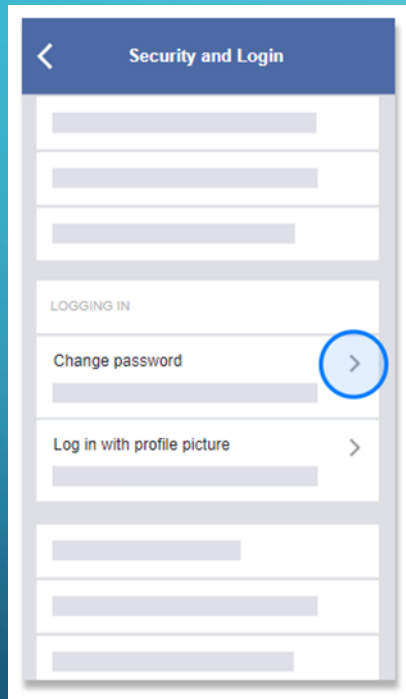 Security and Login
LOGGING IN
Change password
Log in with profile picture